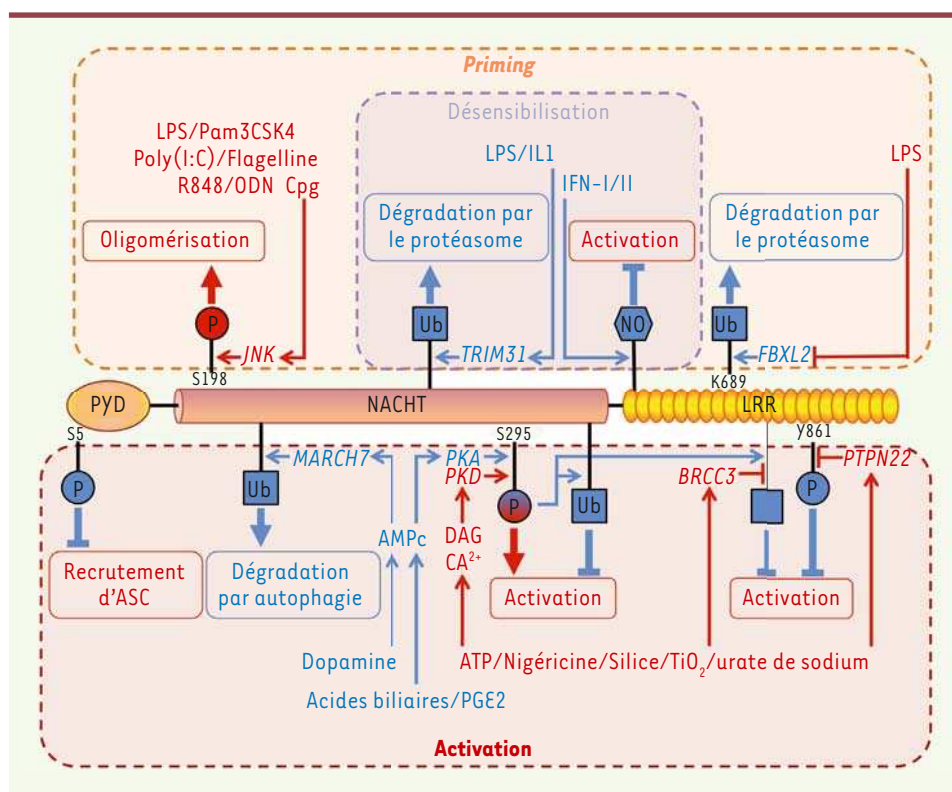 Priming
Désensibilisation
LPS/Pam3CSK4
Poly(I:C)/Flagelline
R848/ODN Cpg
LPS/IL1
IFN-I/II
LPS
Oligomérisation
Dégradation par
le protéasome
Activation
Dégradation par
le protéasome
P
Ub
NO
Ub
JNK
TRIM31
FBXL2
S198
K689
PYD
NACHT
LRR
S5
S295
Y861
MARCH7
PKA
PKD
BRCC3
PTPN22
P
Ub
P
Ub
P
AMPc
DAG
CA²⁺
Recrutement
d'ASC
Dégradation
par autophagie
Activation
Activation
Dopamine
ATP/Nigéricine/Silice/TiO₂/urate de sodium
Acides biliaires/PGE2
Activation